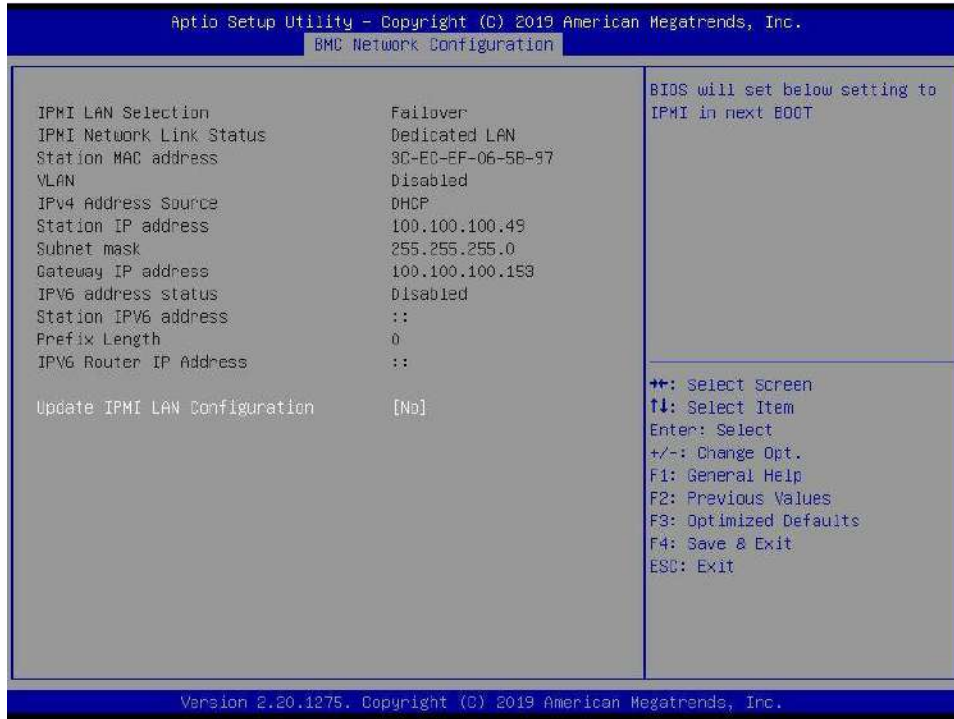 Aptio Setup Utility – Copyright (C) 2019 American Megatrends, Inc.
BMC Network Configuration
IPMI LAN Selection Failover
IPMI Network Link Status Dedicated LAN
Station MAC address 3C-EC-EF-06-5B-97
VLAN Disabled
IPv4 Address Source DHCP
Station IP address 100.100.100.49
Subnet mask 255.255.255.0
Gateway IP address 100.100.100.153
IPV6 address status Disabled
Station IPV6 address ::
Prefix Length 0
IPV6 Router IP Address ::
Update IPMI LAN Configuration [No]
BIOS will set below setting to
IPMI in next BOOT
→←: Select Screen
↑↓: Select Item
Enter: Select
+/-: Change Opt.
F1: General Help
F2: Previous Values
F3: Optimized Defaults
F4: Save & Exit
ESC: Exit
Version 2.20.1275. Copyright (C) 2019 American Megatrends, Inc.